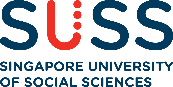 SUSS
SINGAPORE UNIVERSITY
OF SOCIAL SCIENCES